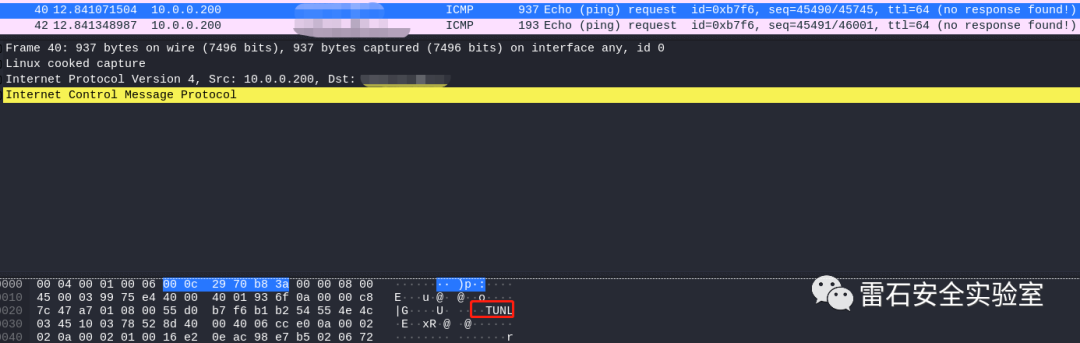 40 12.841071504 10.0.0.200 ICMP 937 Echo (ping) request id=0xb7f6, seq=45490/45745, ttl=64 (no response found!)
42 12.841348987 10.0.0.200 ICMP 193 Echo (ping) request id=0xb7f6, seq=45491/46001, ttl=64 (no response found!)
Frame 40: 937 bytes on wire (7496 bits), 937 bytes captured (7496 bits) on interface any, id 0
Linux cooked capture
Internet Protocol Version 4, Src: 10.0.0.200, Dst:
Internet Control Message Protocol
0000 00 04 00 01 00 06 00 0c 29 70 b8 3a 00 00 08 00 ········ )p·:····
0010 45 00 03 99 75 e4 40 00 40 01 93 6f 0a 00 00 c8 E···u·@· @··o····
0020 7c 47 a7 01 08 00 55 d0 b7 f6 b1 b2 54 55 4e 4c |G····U· ····TUNL
0030 03 45 10 03 78 52 8d 40 00 40 06 cc e0 0a 00 02 ·E··xR·@ ·@······
0040 02 0a 00 02 01 00 16 e2 0e ac 98 e7 b5 02 06 72 ········ ·······r
雷石安全实验室